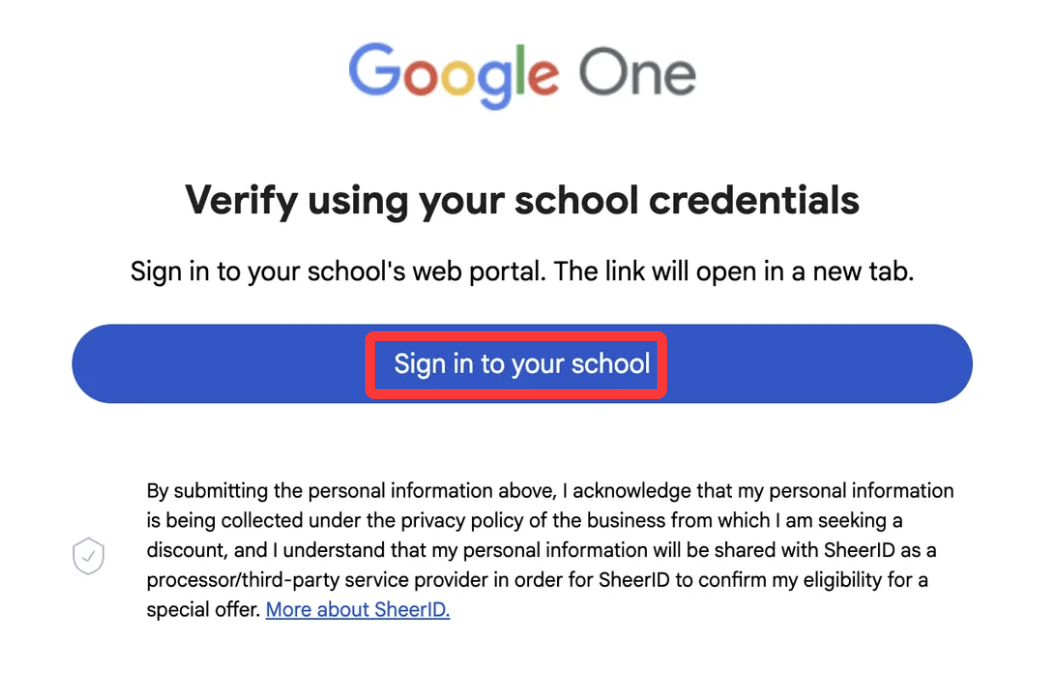 Google One
Verify using your school credentials
Sign in to your school's web portal. The link will open in a new tab.
Sign in to your school
By submitting the personal information above, I acknowledge that my personal information
is being collected under the privacy policy of the business from which I am seeking a
discount, and I understand that my personal information will be shared with SheerID as a
processor/third-party service provider in order for SheerID to confirm my eligibility for a
special offer. More about SheerID.